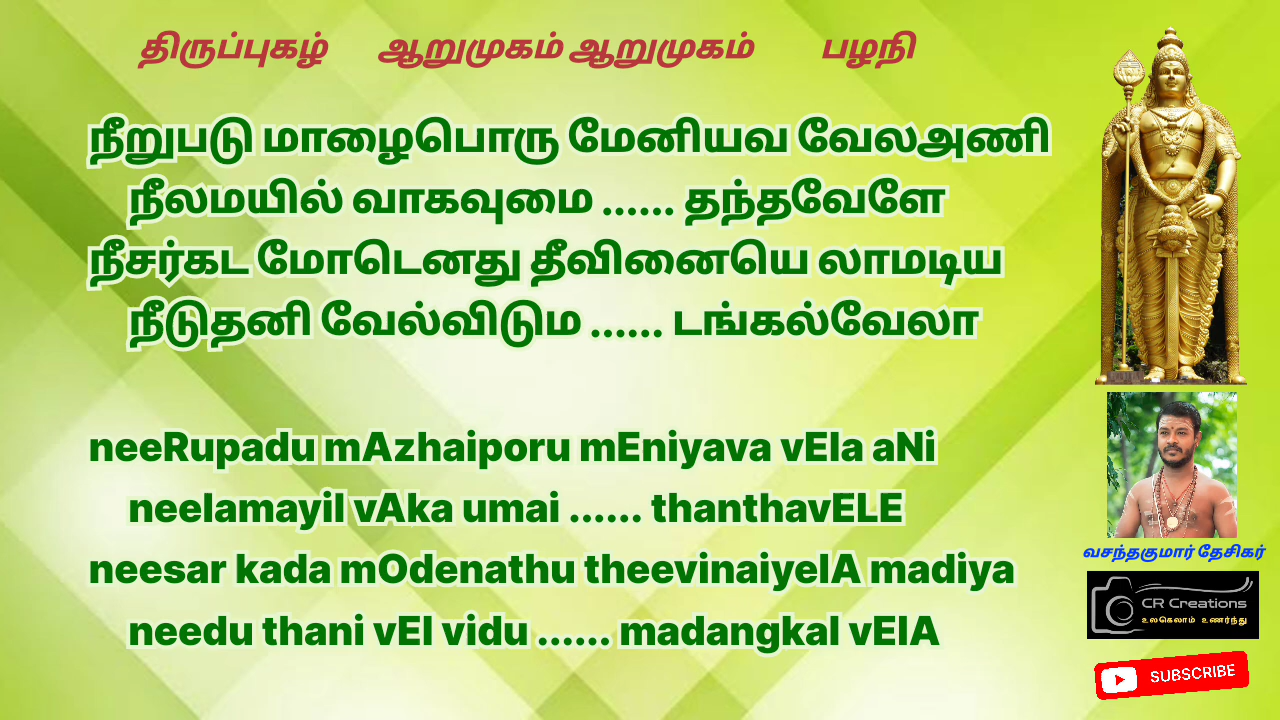 திருப்புகழ் ஆறுமுகம் ஆறுமுகம் பழநி
நீறுபடு மாழைபொரு மேனியவ வேலஅணி
நீலமயில் வாகவுமை ...... தந்தவேளே
நீசர்கட மோடெனது தீவினையெ லாமடிய
நீடுதனி வேல்விடும ...... டங்கல்வேலா
neeRupadu mAzhaiporu mEniyava vEla aNi
neelamayil vAka umai ...... thanthavELE
neesar kada mOdenathu theevinaiyelA madiya
needu thani vEl vidu ...... madangkal vElA
வசந்தகுமார் தேசிகர்
CR Creations
உலகெலாம் உணர்ந்து
SUBSCRIBE